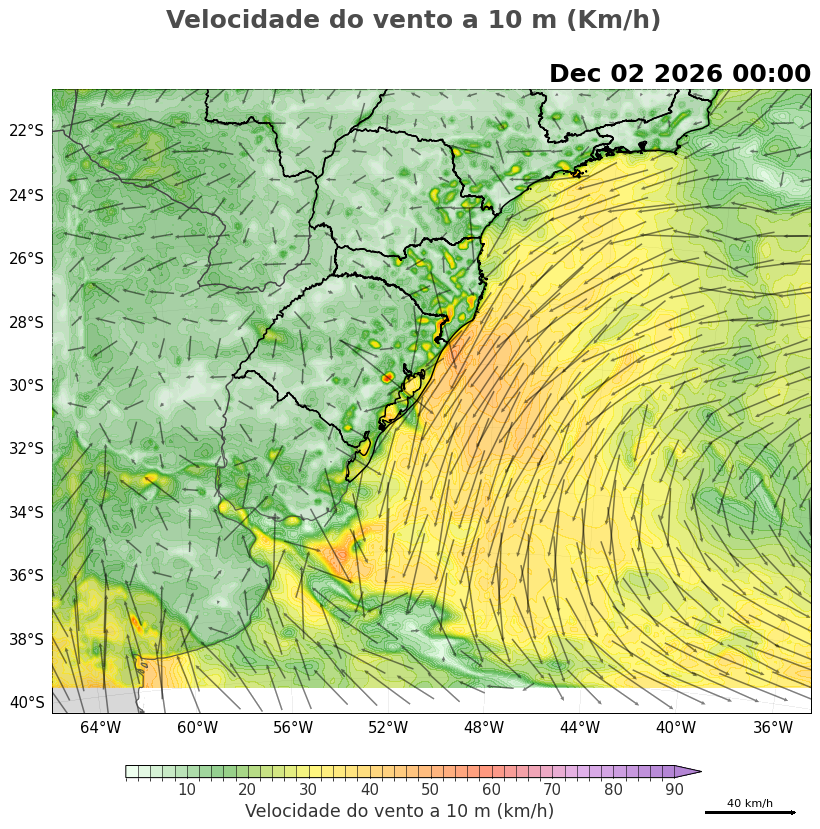 Velocidade do vento a 10 m (Km/h)
Dec 02 2026 00:00
22°S
24°S
26°S
28°S
30°S
32°S
34°S
36°S
38°S
40°S
64°W 60°W 56°W 52°W 48°W 44°W 40°W 36°W
10 20 30 40 50 60 70 80 90
Velocidade do vento a 10 m (km/h)
40 km/h